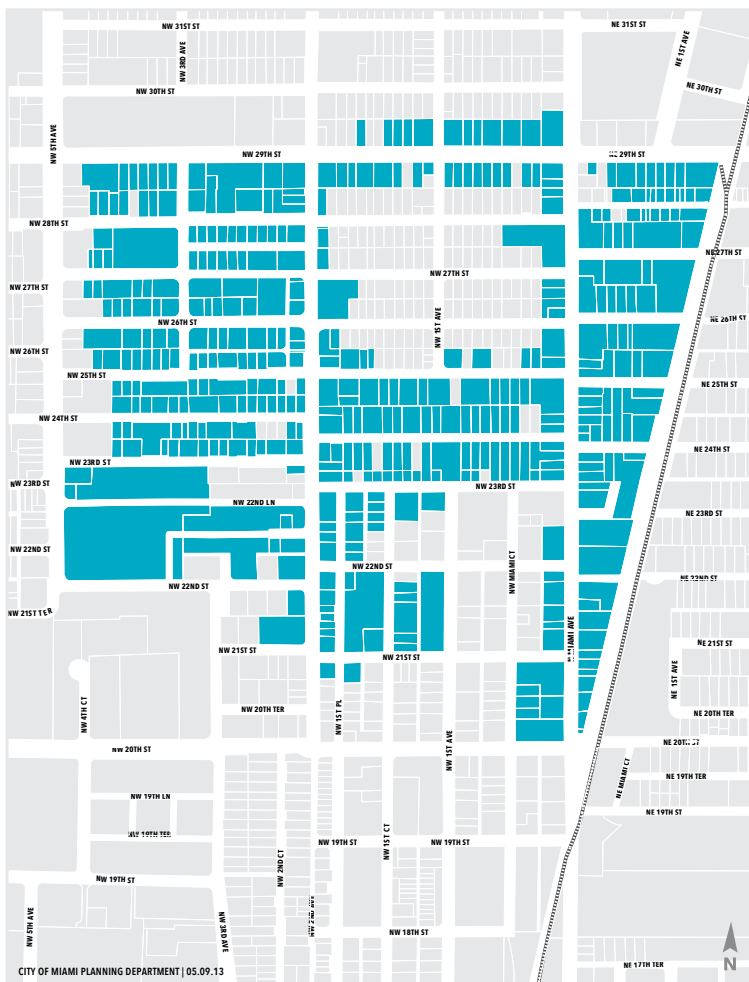 NW 31ST ST
NE 31ST ST
NW 3RD AVE
NE 1ST AVE
NW 30TH ST
NE 30TH ST
NW 5TH AVE
NW 29TH ST
NE 29TH ST
NW 28TH ST
NE 27TH ST
NW 27TH ST
NW 27TH ST
NW 26TH ST
NW 1ST AVE
NE 26TH ST
NW 26TH ST
NW 25TH ST
NE 25TH ST
NW 24TH ST
NE 24TH ST
NW 23RD ST
NW 23RD ST
NW 23RD ST
NW 22ND LN
NE 23RD ST
NW 22ND ST
NW 22ND ST
NW MIAMI CT
NW 22ND ST
NE 22ND ST
NW 21ST TER
MIAMI AVE
NE 21ST ST
NW 21ST ST
NW 21ST ST
NE 1ST AVE
NW 4TH CT
NW 20TH TER
NW 1ST PL
NE 20TH TER
NW 20TH ST
NW 1ST AVE
NE 20TH ST
NE MIAMI CT
NE 19TH TER
NW 19TH LN
NE 19TH ST
NW 19TH TER
NW 19TH ST
NW 1ST CT
NW 19TH ST
NW 2ND CT
NW 19TH ST
NW 5TH AVE
NW 3RD AVE
NW 18TH ST
N
NE 17TH TER
CITY OF MIAMI PLANNING DEPARTMENT | 05.09.13